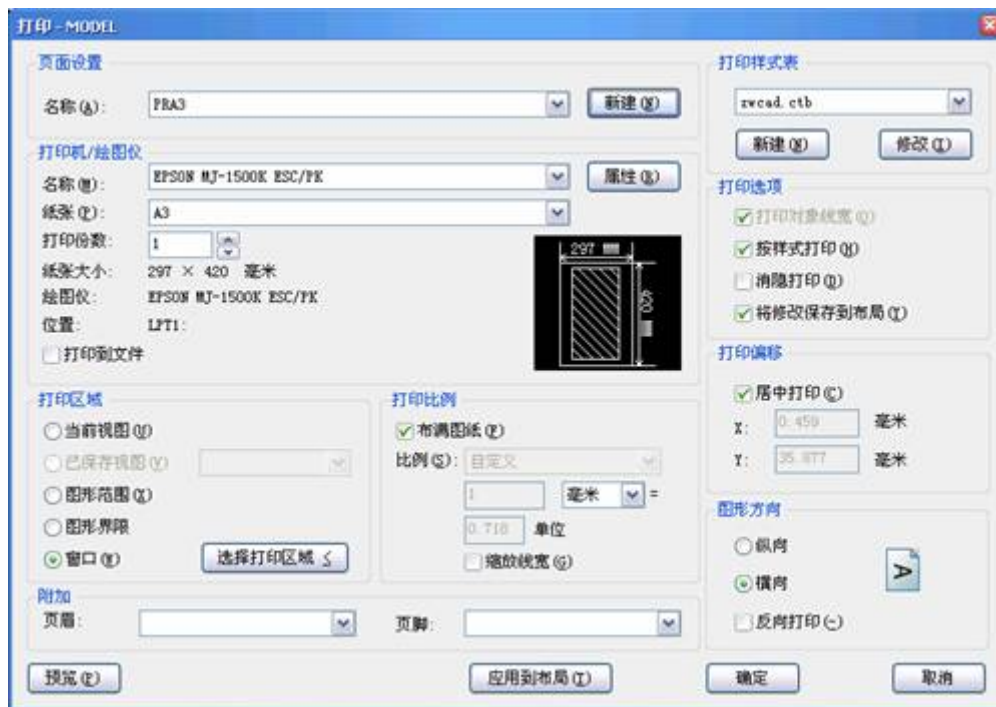 打印 - MODEL
页面设置
名称(A): PRA3 新建(N)
打印机/绘图仪
名称(M): EPSON MJ-1500K ESC/PK 属性(R)
纸张(P): A3
打印份数: 1
纸张大小: 297 × 420 毫米
绘图仪: EPSON MJ-1500K ESC/PK
位置: LPT1:
打印到文件
297
420
打印区域
当前视图(U)
已保存视图(V)
图形范围(X)
图形界限
窗口(W) 选择打印区域 <
打印比例
布满图纸(F)
比例(S): 自定义
1 毫米 =
0.718 单位
缩放线宽(G)
附加
页眉: 页脚:
打印样式表
zwcad.ctb
新建(N) 修改(I)
打印选项
打印对象线宽(O)
按样式打印(H)
消隐打印(D)
将修改保存到布局(T)
打印偏移
居中打印(C)
X: 0.459 毫米
Y: 35.877 毫米
图形方向
纵向
横向
A
反向打印(-)
预览(P) 应用到布局(T) 确定 取消